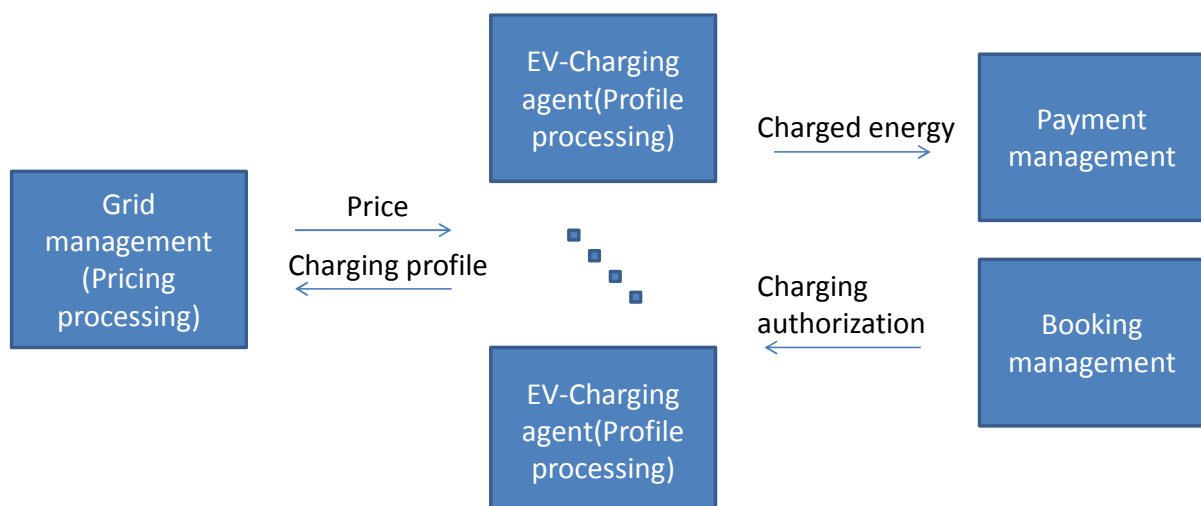 Grid
management
(Pricing
processing)
Price
Charging profile
EV-Charging
agent(Profile
processing)
EV-Charging
agent(Profile
processing)
Charged energy
Charging
authorization
Payment
management
Booking
management